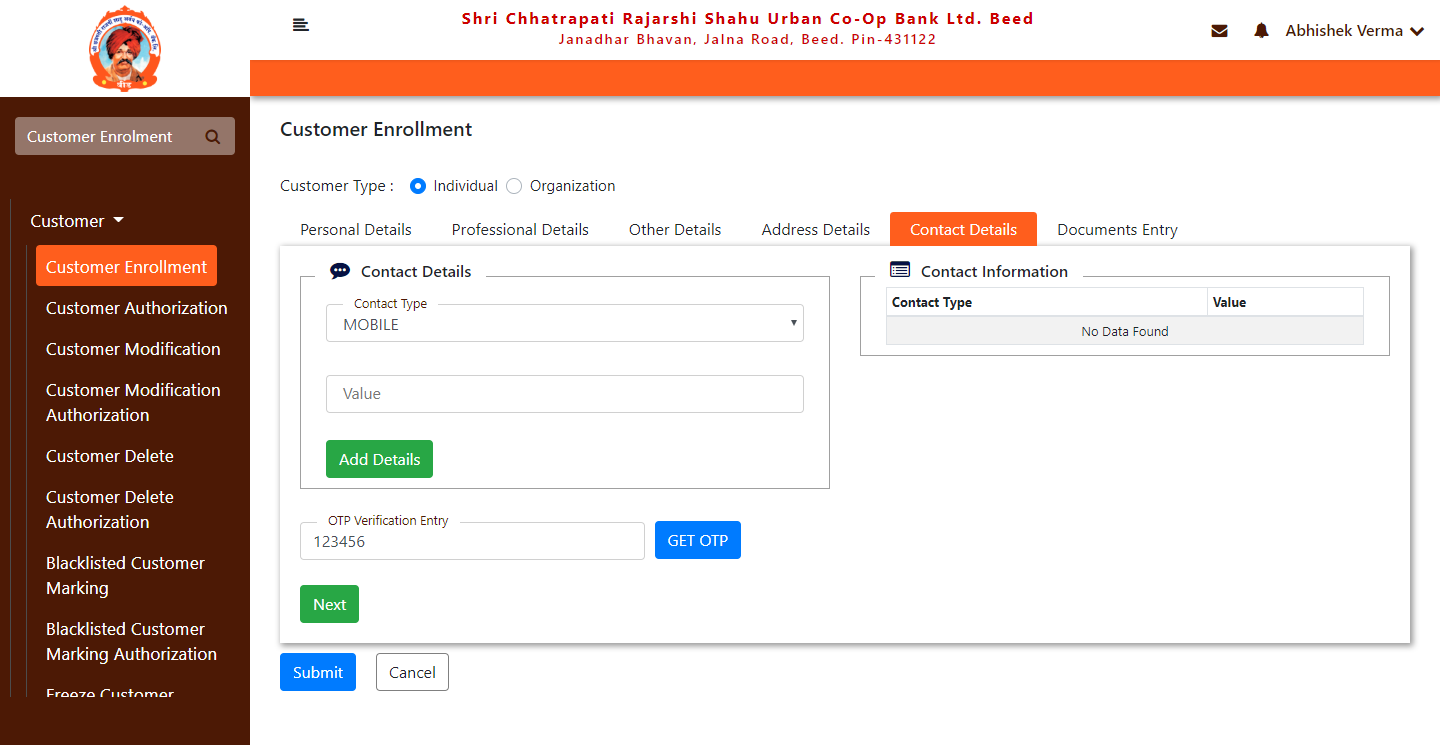 Shri Chhatrapati Rajarshi Shahu Urban Co-Op Bank Ltd. Beed
Janadhar Bhavan, Jalna Road, Beed. Pin-431122
Abhishek Verma
बीड
Customer Enrolment
Customer
Customer Enrollment
Customer Authorization
Customer Modification
Customer Modification
Authorization
Customer Delete
Customer Delete
Authorization
Blacklisted Customer
Marking
Blacklisted Customer
Marking Authorization
Freeze Customer
Customer Enrollment
Customer Type : Individual Organization
Personal Details Professional Details Other Details Address Details Contact Details Documents Entry
Contact Details
Contact Type
MOBILE
Value
Add Details
OTP Verification Entry
123456 GET OTP
Next
Contact Information
Contact Type Value
No Data Found
Submit Cancel